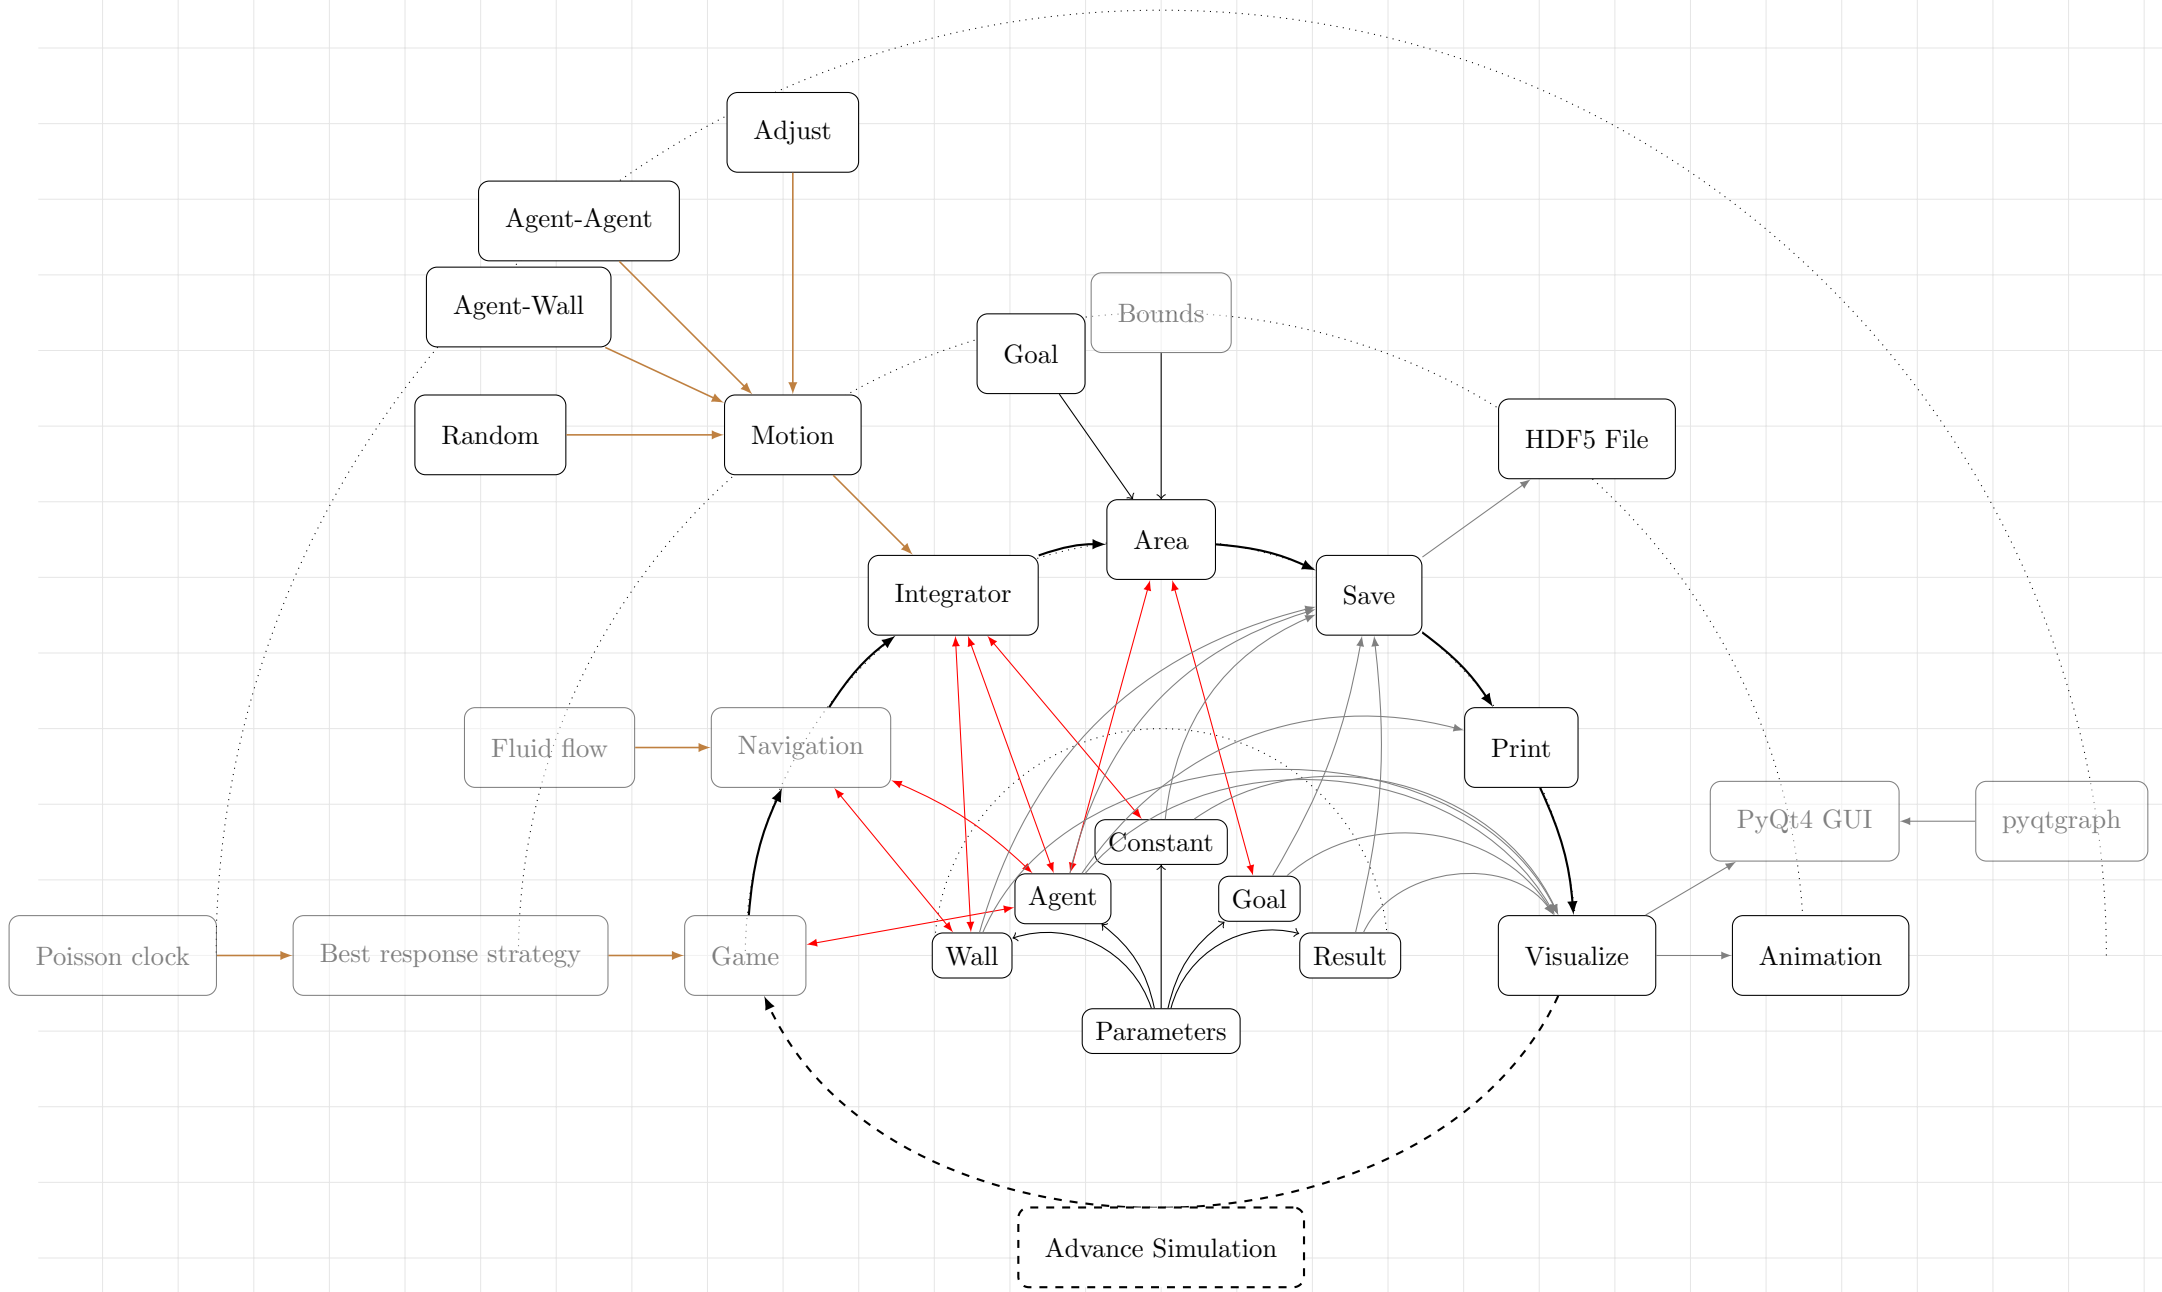 Adjust
Agent-Agent
Agent-Wall
Bounds
Goal
Random
Motion
HDF5 File
Area
Integrator
Save
Fluid flow
Navigation
Print
PyQt4 GUI
pyqtgraph
Constant
Agent
Goal
Poisson clock
Best response strategy
Game
Wall
Result
Visualize
Animation
Parameters
Advance Simulation